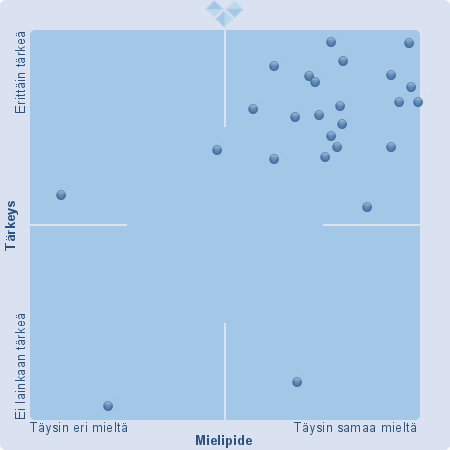 Erittäin tärkeä
Tärkeys
Ei lainkaan tärkeä
Täysin eri mieltä
Täysin samaa mieltä
Mielipide